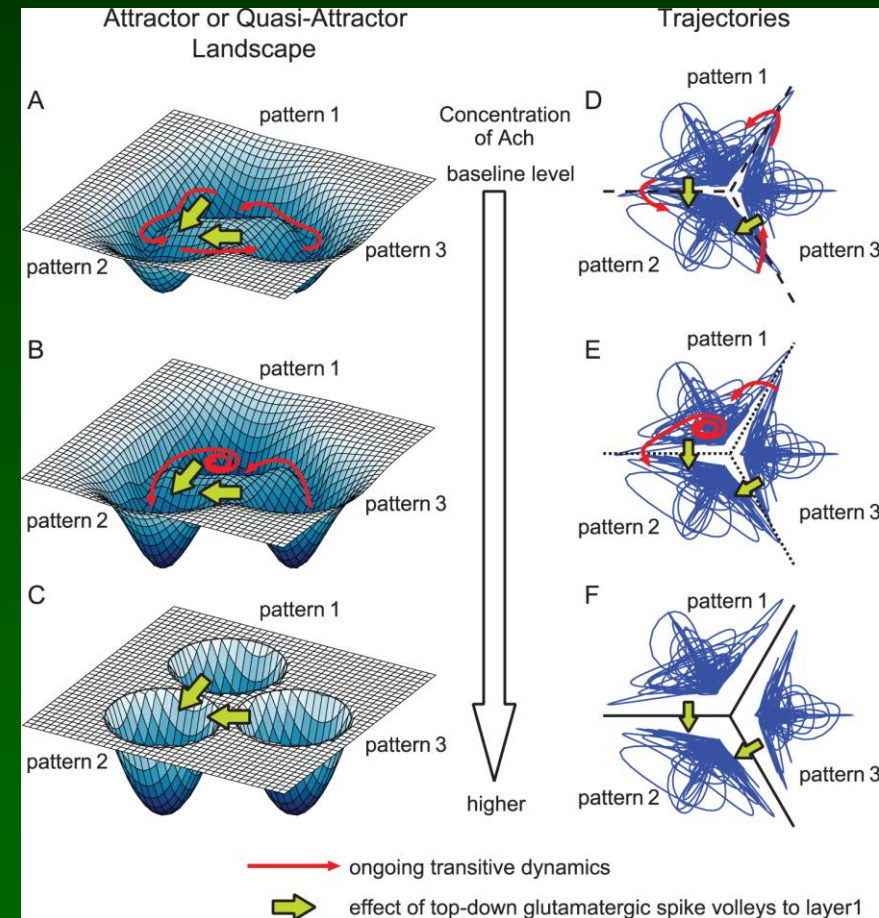 Attractor or Quasi-Attractor
Landscape
Trajectories
A
pattern 1
pattern 2
pattern 3
Concentration
of Ach
baseline level
D
pattern 1
pattern 2
pattern 3
B
pattern 1
pattern 2
pattern 3
E
pattern 1
pattern 2
pattern 3
C
pattern 1
pattern 2
pattern 3
higher
F
pattern 1
pattern 2
pattern 3
ongoing transitive dynamics
effect of top-down glutamatergic spike volleys to layer1